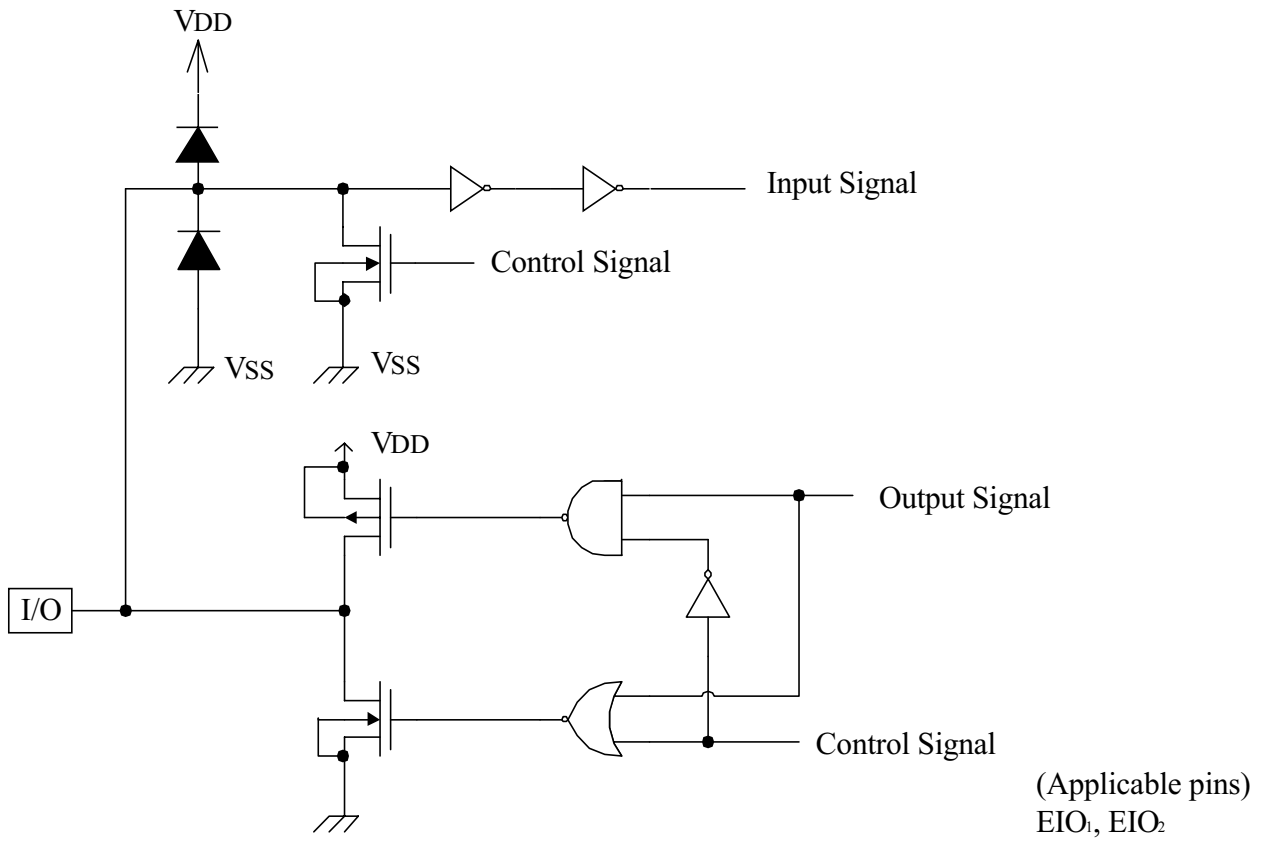 VDD
Input Signal
Control Signal
VSS
VSS
VDD
Output Signal
I/O
Control Signal
(Applicable pins)
EIO1, EIO2